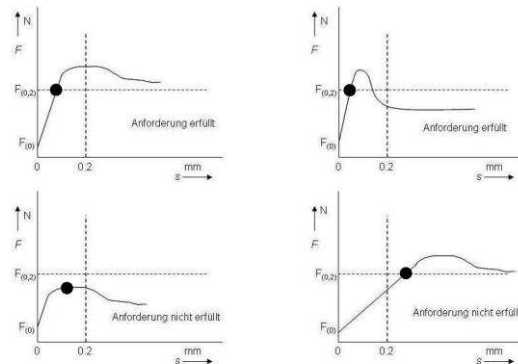 N
F
F(0,2)
Anforderung erfüllt
F(0)
0 0.2 mm
s
N
F
F(0,2)
Anforderung erfüllt
F(0)
0 0.2 mm
s
N
F
F(0,2)
Anforderung nicht erfüllt
F(0)
0 0.2 mm
s
N
F
F(0,2)
Anforderung nicht erfüll
F(0)
0 0.2 mm
s